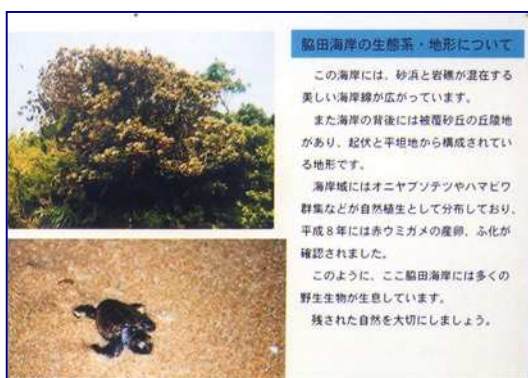 脇田海岸の生態系・地形について
この海岸には、砂浜と岩礁が混在する
美しい海岸線が広がっています。
また海岸の背後には被覆砂丘の丘陵地
があり、起伏と平坦地から構成されてい
る地形です。
海岸域にはオニヤブソテツやハマビワ
群集などが自然植生として分布しており、
平成8年には赤ウミガメの産卵、ふ化が
確認されました。
このように、ここ脇田海岸には多くの
野生生物が生息しています。
残された自然を大切にしましょう。